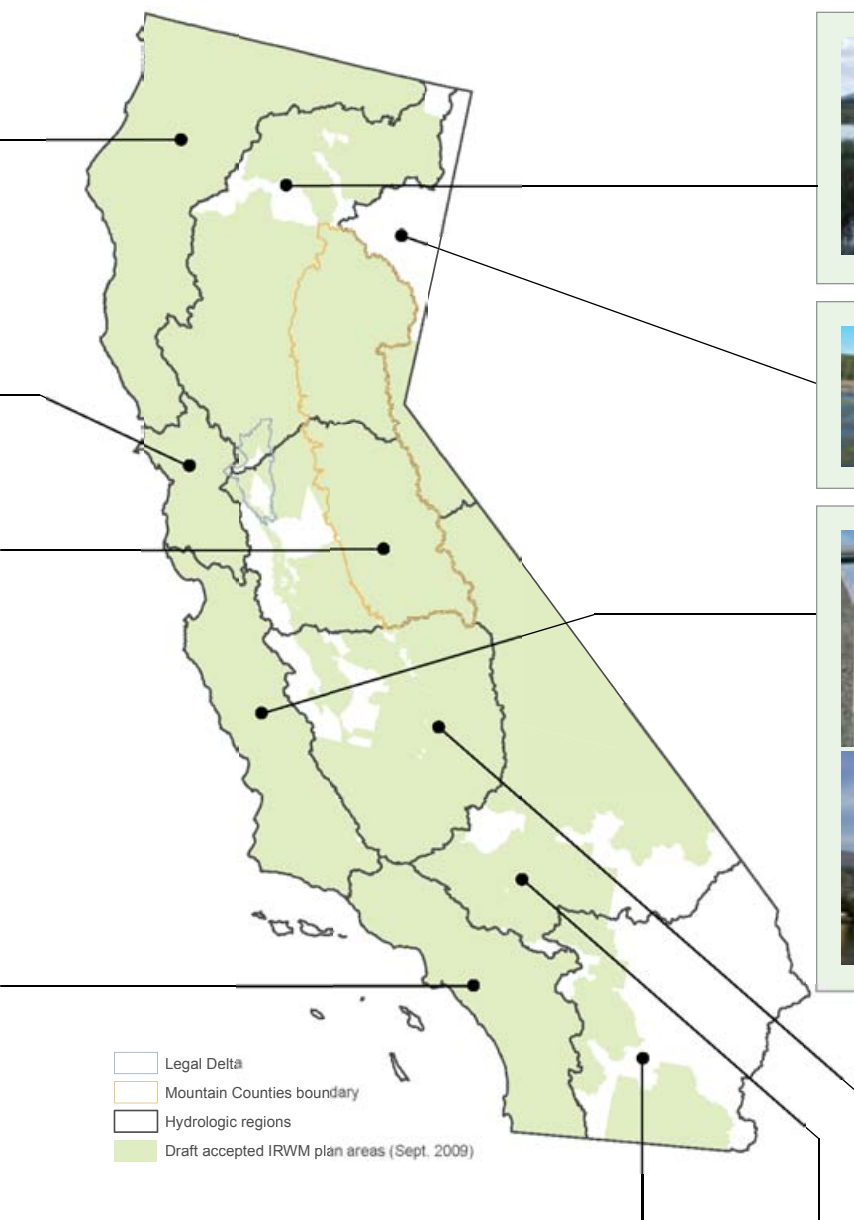 Legal Delta
Mountain Counties boundary
Hydrologic regions
Draft accepted IRWM plan areas (Sept. 2009)